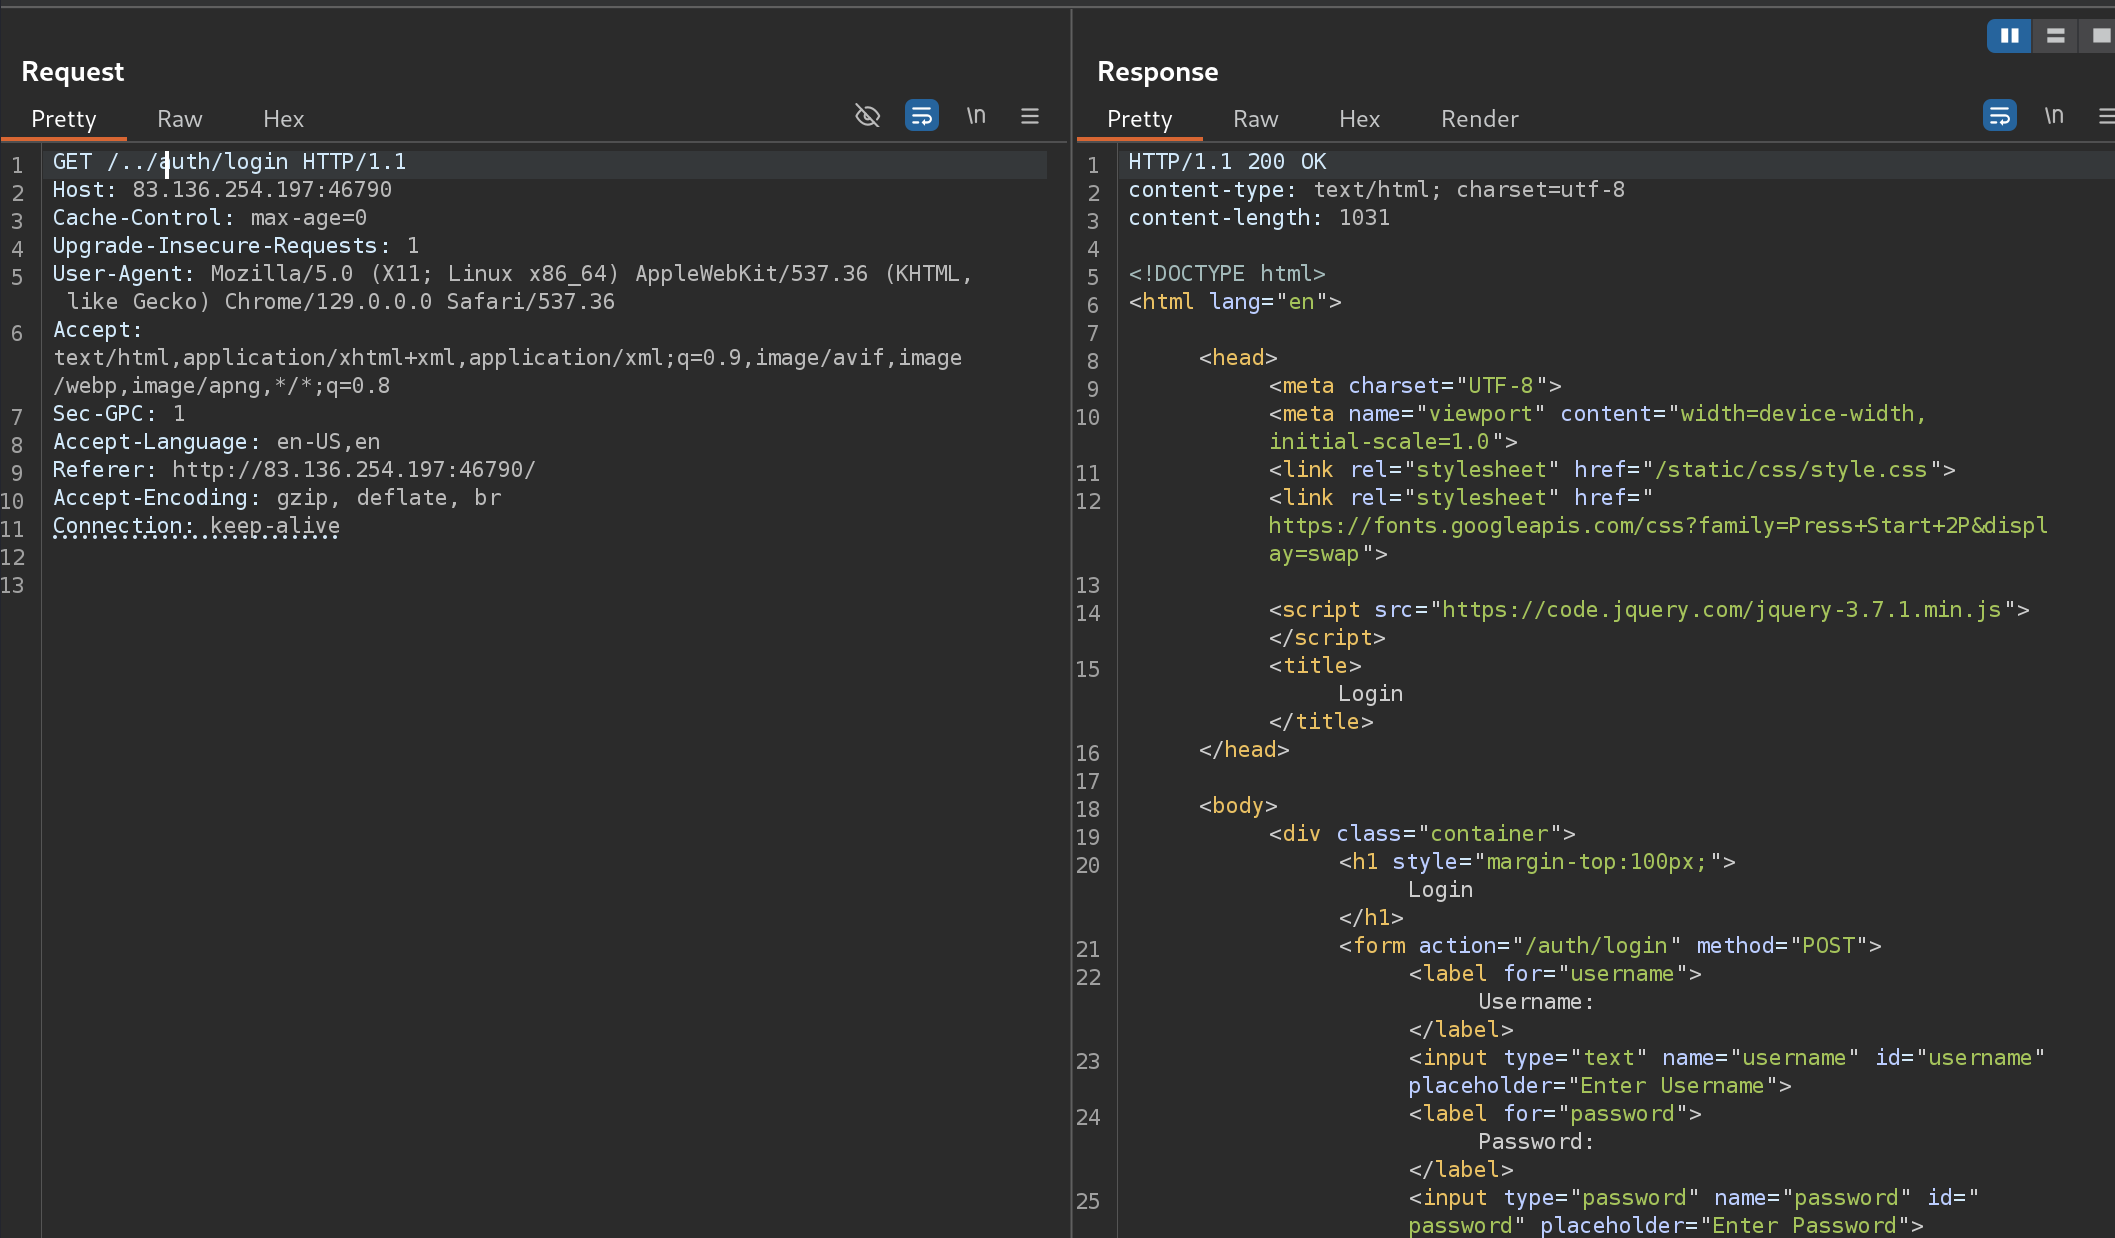 Request
Pretty Raw Hex \n
1 GET /../auth/login HTTP/1.1
2 Host: 83.136.254.197:46790
3 Cache-Control: max-age=0
4 Upgrade-Insecure-Requests: 1
5 User-Agent: Mozilla/5.0 (X11; Linux x86_64) AppleWebKit/537.36 (KHTML,
like Gecko) Chrome/129.0.0.0 Safari/537.36
6 Accept:
text/html,application/xhtml+xml,application/xml;q=0.9,image/avif,image
/webp,image/apng,*/*;q=0.8
7 Sec-GPC: 1
8 Accept-Language: en-US,en
9 Referer: http://83.136.254.197:46790/
10 Accept-Encoding: gzip, deflate, br
11 Connection: keep-alive
12
13
Response
Pretty Raw Hex Render \n
1 HTTP/1.1 200 OK
2 content-type: text/html; charset=utf-8
3 content-length: 1031
4
5 <!DOCTYPE html>
6 <html lang="en">
7
8 <head>
9 <meta charset="UTF-8">
10 <meta name="viewport" content="width=device-width,
initial-scale=1.0">
11 <link rel="stylesheet" href="/static/css/style.css">
12 <link rel="stylesheet" href="
https://fonts.googleapis.com/css?family=Press+Start+2P&displ
ay=swap">
13
14 <script src="https://code.jquery.com/jquery-3.7.1.min.js">
</script>
15 <title>
Login
</title>
16 </head>
17
18 <body>
19 <div class="container">
20 <h1 style="margin-top:100px;">
Login
</h1>
21 <form action="/auth/login" method="POST">
22 <label for="username">
Username:
</label>
23 <input type="text" name="username" id="username"
placeholder="Enter Username">
24 <label for="password">
Password:
</label>
25 <input type="password" name="password" id="
password" placeholder="Enter Password">